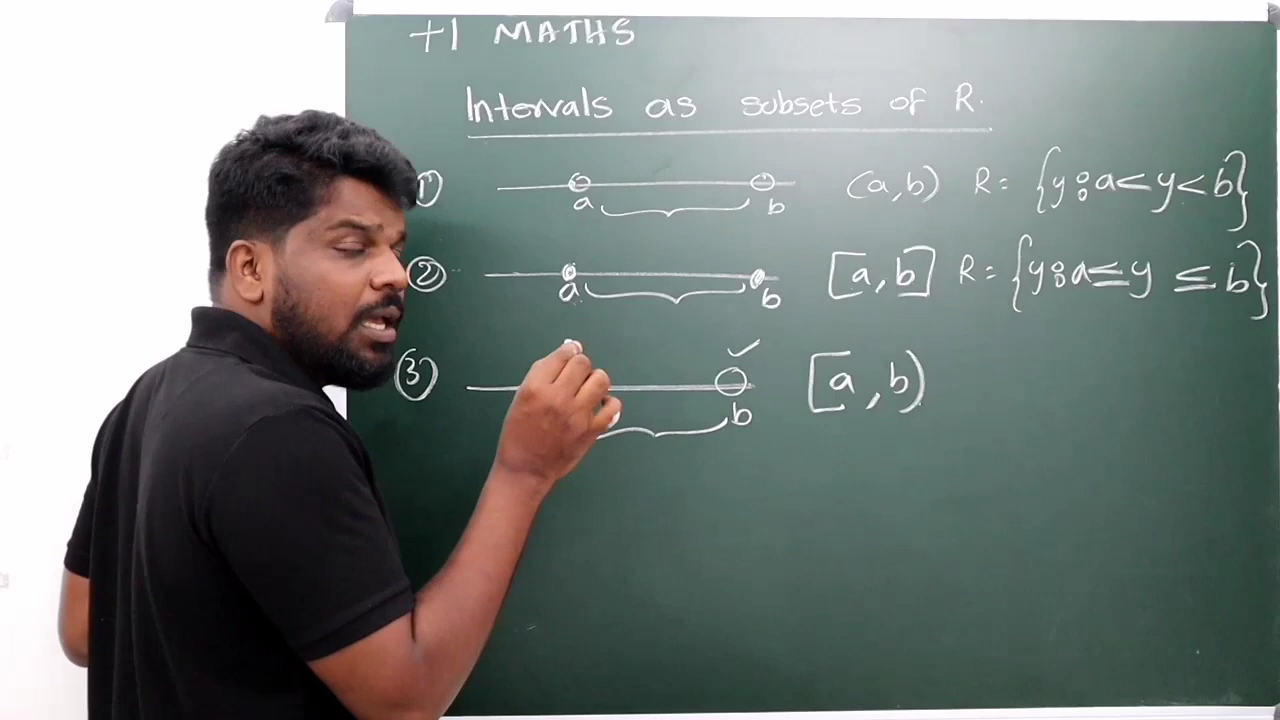 +1 MATHS
Intervals as subsets of R.
① a b (a,b) R = {y : a < y < b}
② a b [a, b] R = {y : a ≤ y ≤ b}
③ b [a, b)